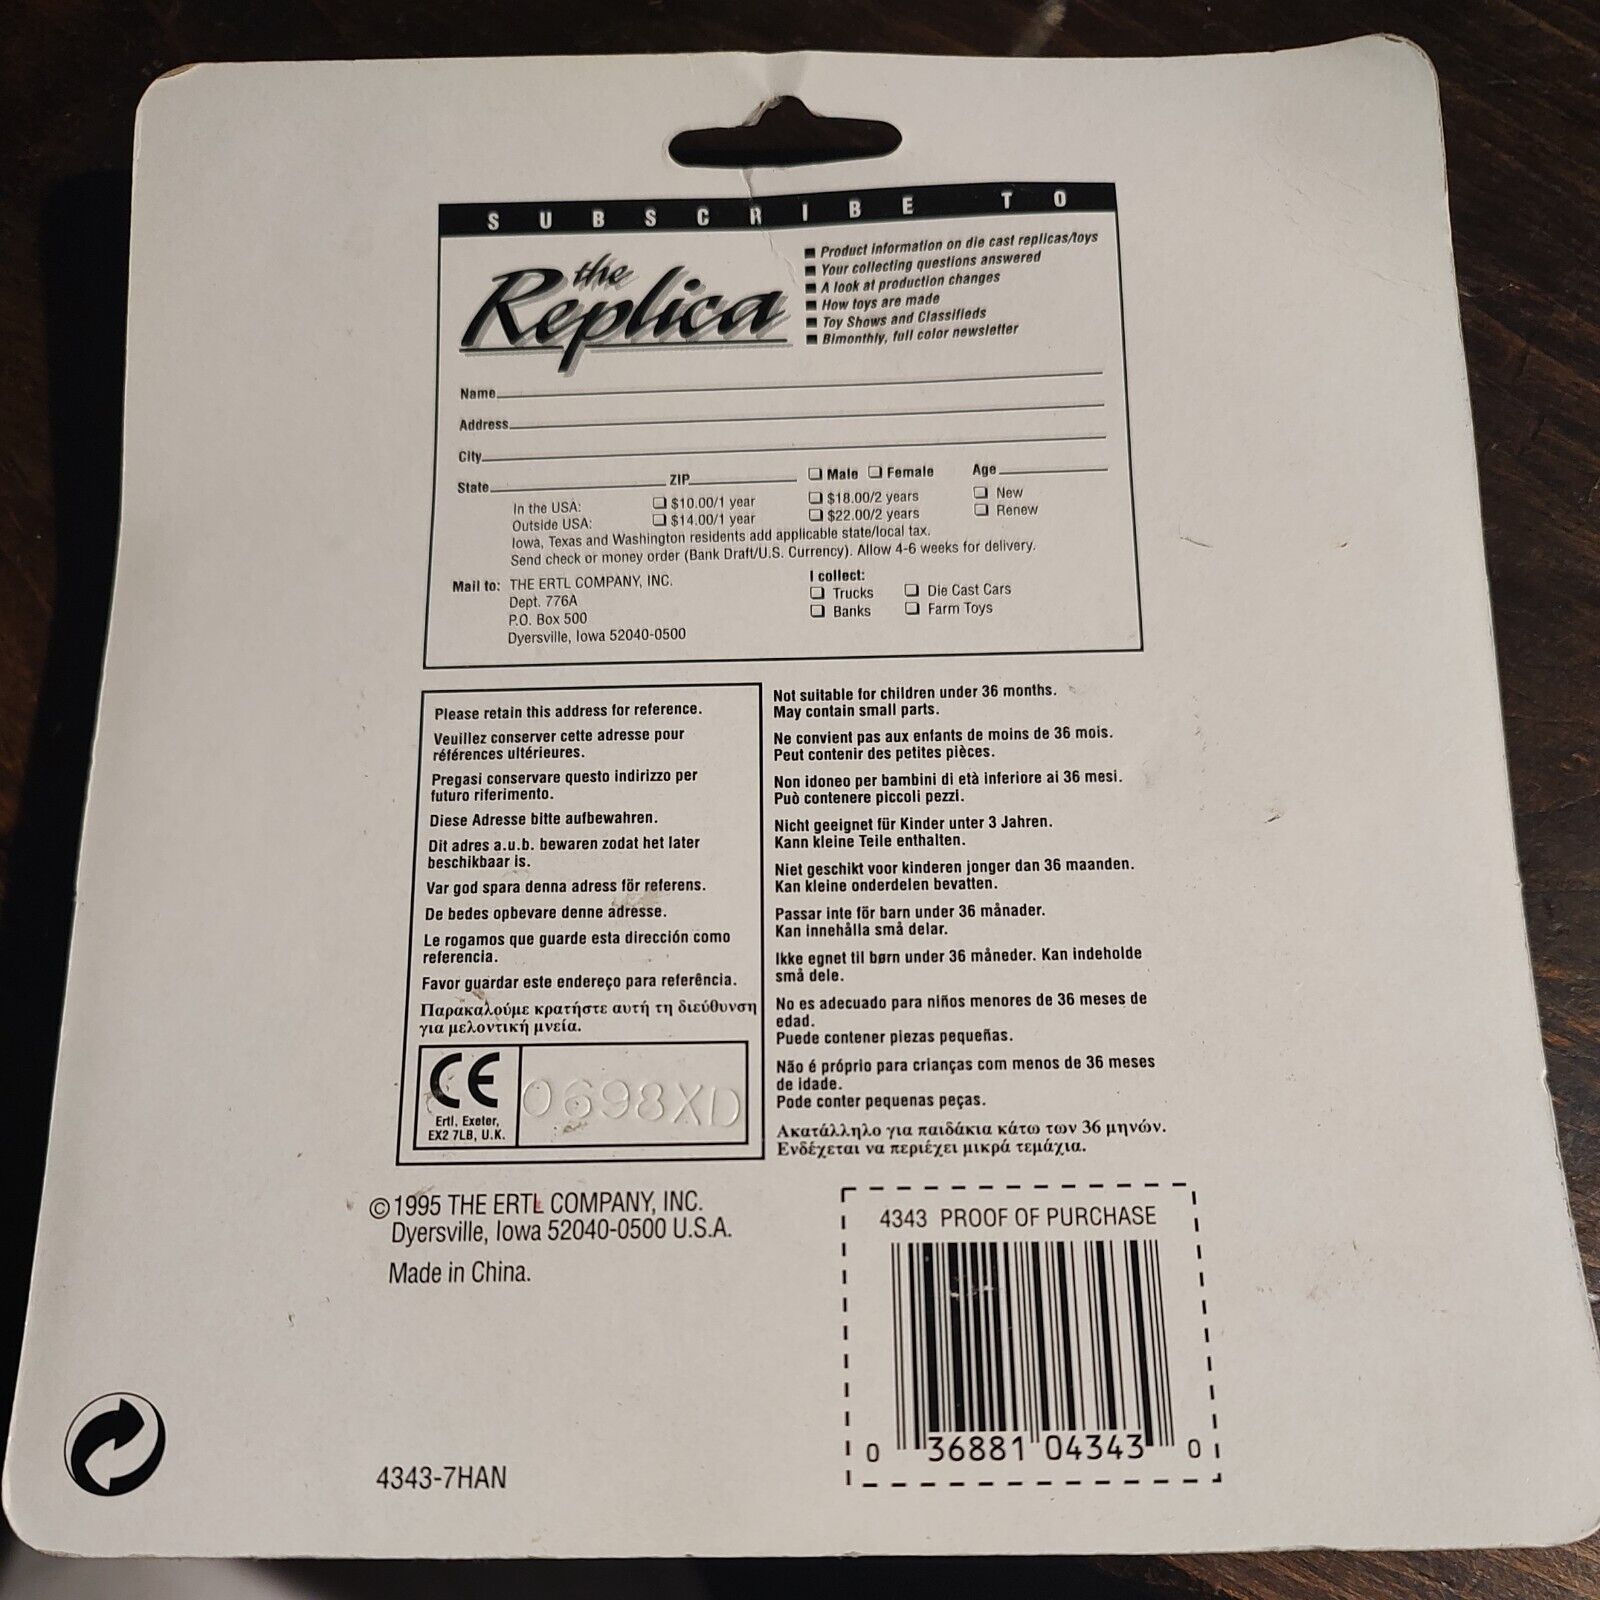 SUBSCRIBE TO
the
Replica
Product information on die cast replicas/toys
Your collecting questions answered
A look at production changes
How toys are made
Toy Shows and Classifieds
Bimonthly, full color newsletter
Name
Address
City
State ZIP Male Female Age
In the USA: $10.00/1 year $18.00/2 years New
Outside USA: $14.00/1 year $22.00/2 years Renew
Iowa, Texas and Washington residents add applicable state/local tax.
Send check or money order (Bank Draft/U.S. Currency). Allow 4-6 weeks for delivery.
Mail to: THE ERTL COMPANY, INC.
Dept. 776A
P.O. Box 500
Dyersville, Iowa 52040-0500
I collect:
Trucks Die Cast Cars
Banks Farm Toys
Please retain this address for reference.
Veuillez conserver cette adresse pour
références ultérieures.
Pregasi conservare questo indirizzo per
futuro riferimento.
Diese Adresse bitte aufbewahren.
Dit adres a.u.b. bewaren zodat het later
beschikbaar is.
Var god spara denna adress för referens.
De bedes opbevare denne adresse.
Le rogamos que guarde esta dirección como
referencia.
Favor guardar este endereço para referência.
Παρακαλούμε κρατήστε αυτή τη διεύθυνση
για μελοντική μνεία.
CE
Ertl, Exeter,
EX2 7LB, U.K.
0698XD
Not suitable for children under 36 months.
May contain small parts.
Ne convient pas aux enfants de moins de 36 mois.
Peut contenir des petites pièces.
Non idoneo per bambini di età inferiore ai 36 mesi.
Può contenere piccoli pezzi.
Nicht geeignet für Kinder unter 3 Jahren.
Kann kleine Teile enthalten.
Niet geschikt voor kinderen jonger dan 36 maanden.
Kan kleine onderdelen bevatten.
Passar inte för barn under 36 månader.
Kan innehålla små delar.
Ikke egnet til børn under 36 måneder. Kan indeholde
små dele.
No es adecuado para niños menores de 36 meses de
edad.
Puede contener piezas pequeñas.
Não é próprio para crianças com menos de 36 meses
de idade.
Pode conter pequenas peças.
Ακατάλληλο για παιδάκια κάτω των 36 μηνών.
Ενδέχεται να περιέχει μικρά τεμάχια.
©1995 THE ERTL COMPANY, INC.
Dyersville, Iowa 52040-0500 U.S.A.
Made in China.
4343 PROOF OF PURCHASE
0 36881 04343 0
4343-7HAN